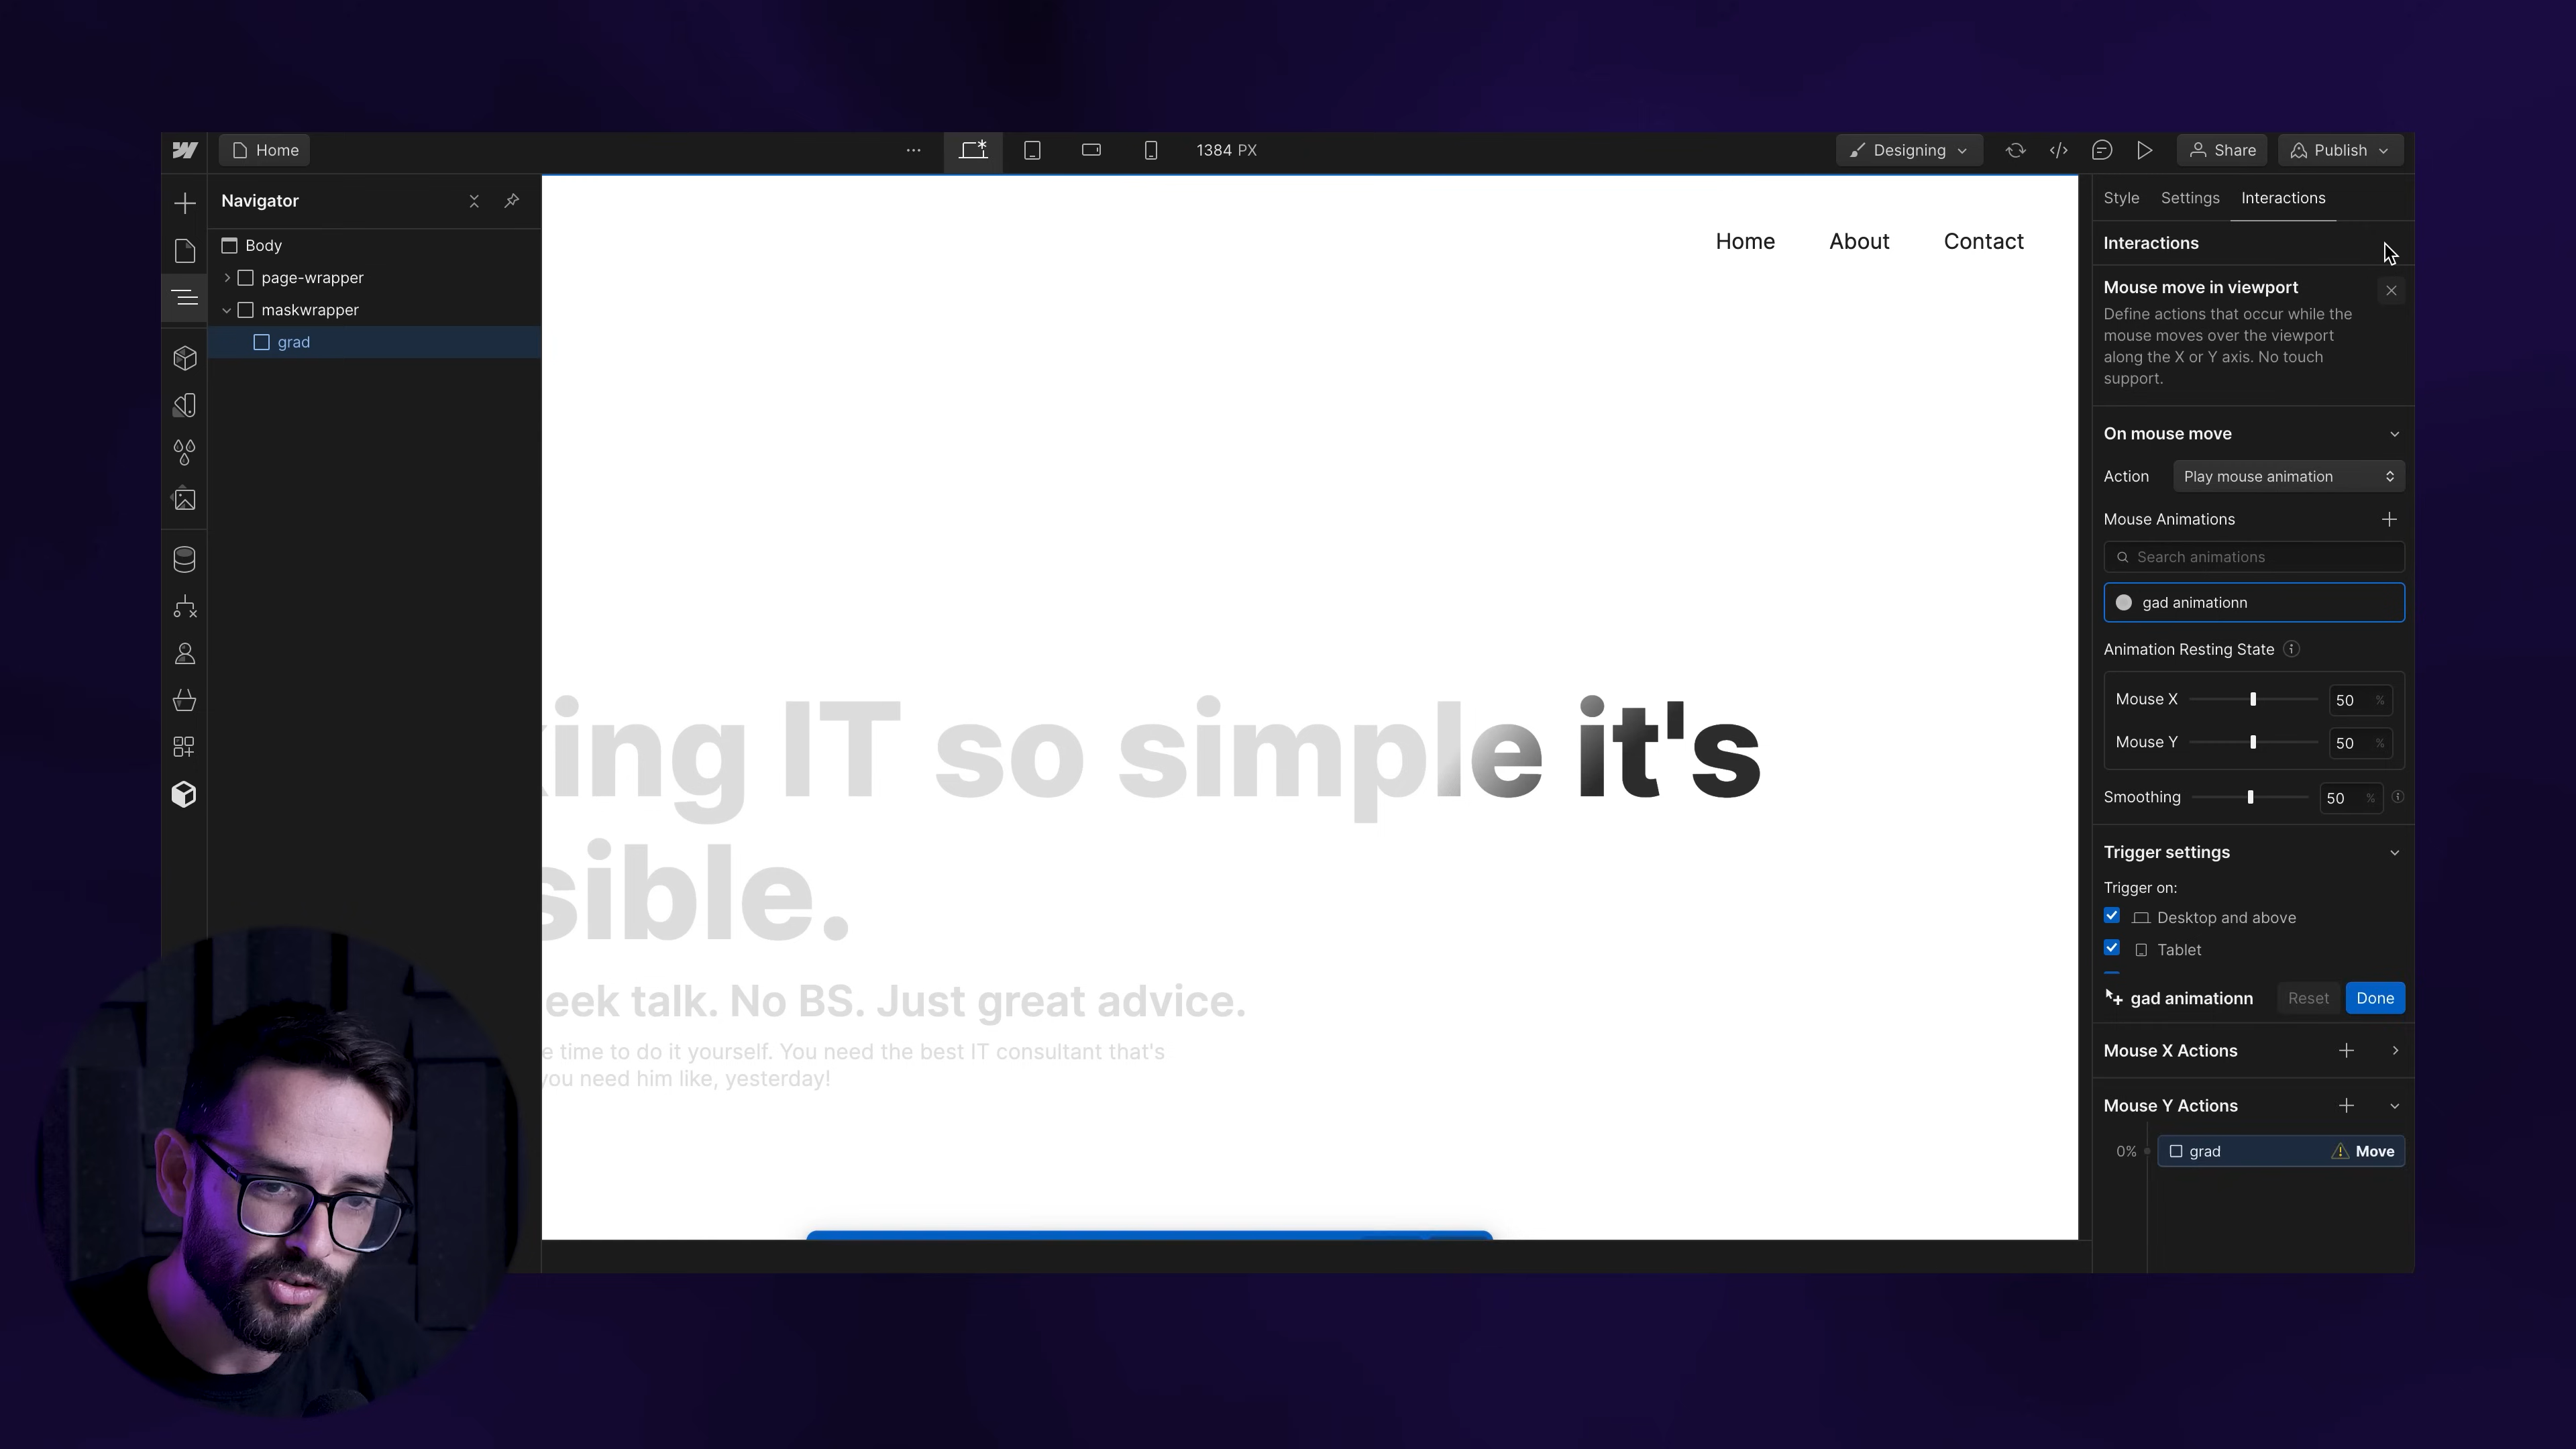 Home
1384 PX
Designing
Share
Publish
Navigator
Body
page-wrapper
maskwrapper
grad
Home
About
Contact
king IT so simple it's
sible.
eek talk. No BS. Just great advice.
e time to do it yourself. You need the best IT consultant that's
you need him like, yesterday!
Style
Settings
Interactions
Interactions
Mouse move in viewport
Define actions that occur while the
mouse moves over the viewport
along the X or Y axis. No touch
support.
On mouse move
Action
Play mouse animation
Mouse Animations
Search animations
gad animationn
Animation Resting State
Mouse X
50 %
Mouse Y
50 %
Smoothing
50 %
Trigger settings
Trigger on:
Desktop and above
Tablet
gad animationn
Reset
Done
Mouse X Actions
Mouse Y Actions
0%
grad
Move